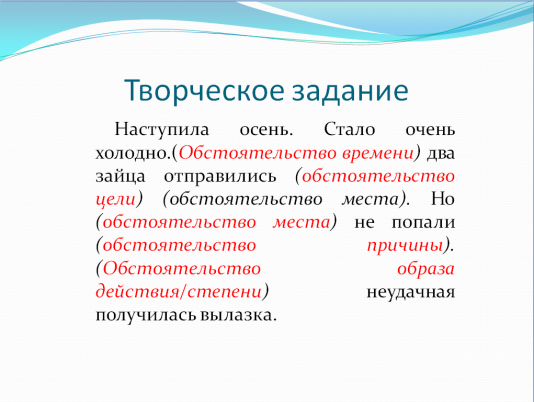 Творческое задание
Наступила осень. Стало очень
холодно.(Обстоятельство времени) два
зайца отправились (обстоятельство
цели) (обстоятельство места). Но
(обстоятельство места) не попали
(обстоятельство причины).
(Обстоятельство образа
действия/степени) неудачная
получилась вылазка.